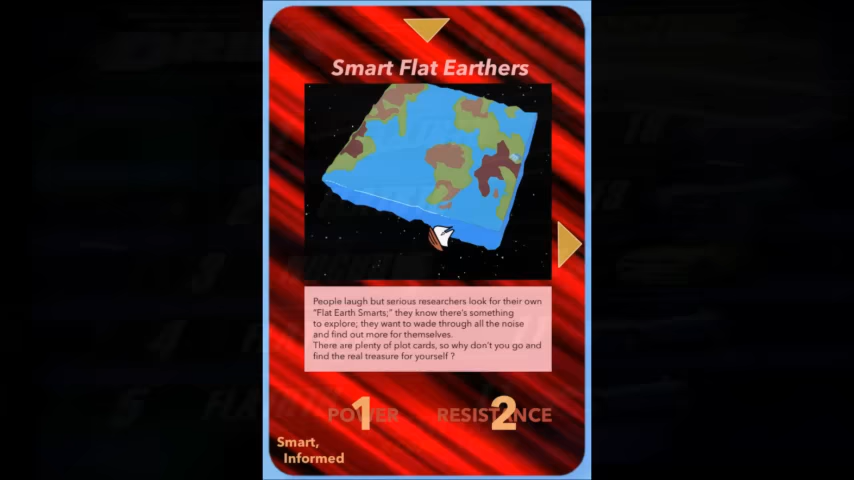 Smart Flat Earthers
People laugh but serious researchers look for their own
"Flat Earth Smarts;" they know there's something
to explore; they want to wade through all the noise
and find out more for themselves.
There are plenty of plot cards, so why don't you go and
find the real treasure for yourself ?
POWER 1 RESISTANCE 2
Smart,
Informed